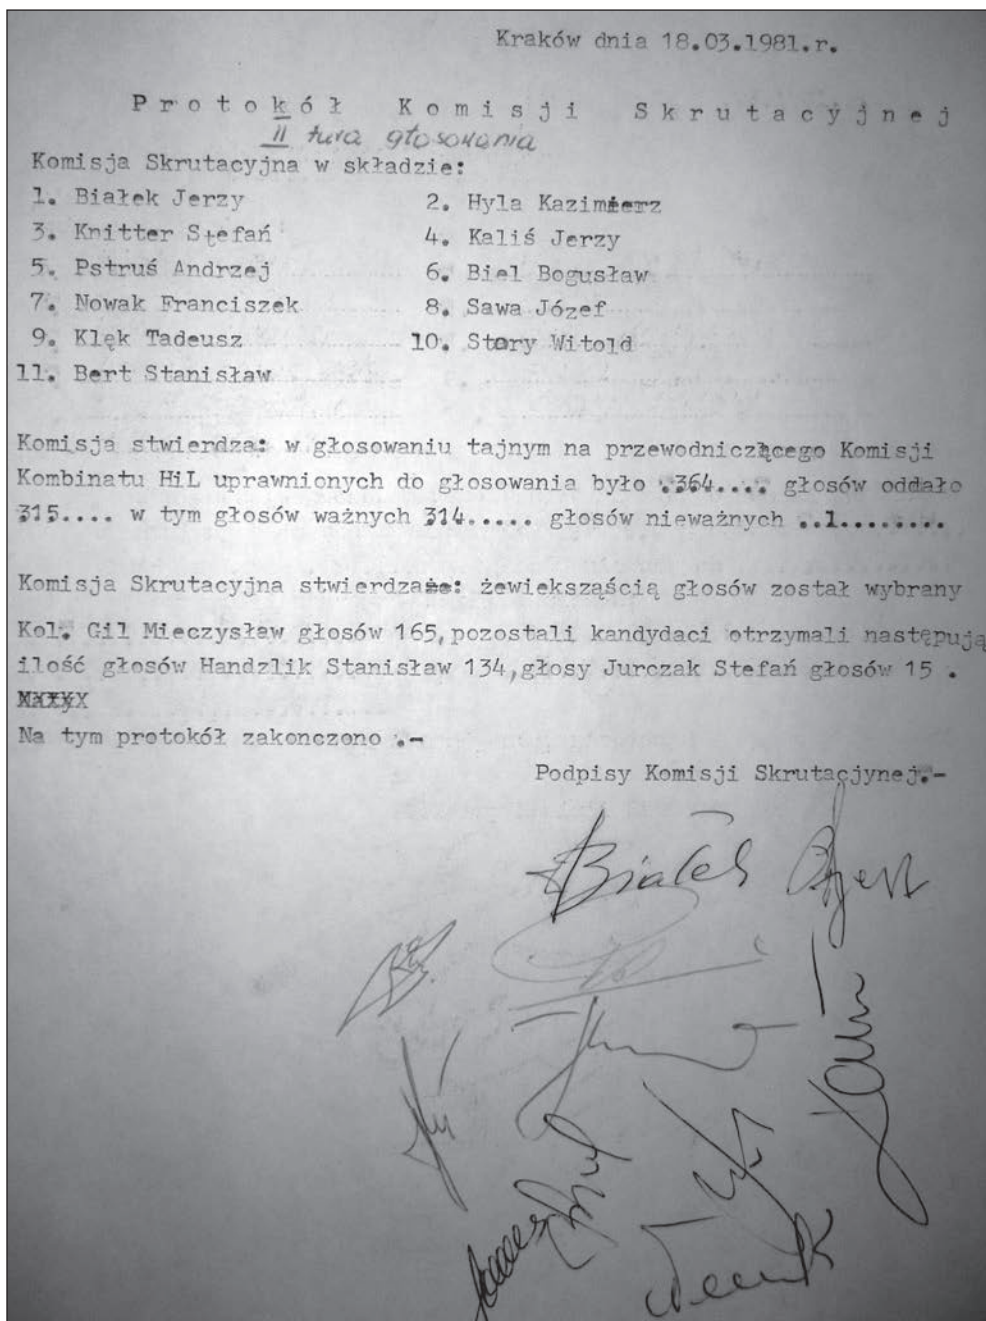 Kraków dnia 18.03.1981.r.
Protokół Komisji Skrutacyjnej
II tura głosowania
Komisja Skrutacyjna w składzie:
1. Białek Jerzy 2. Hyla Kazimierz
3. Knitter Stefań 4. Kaliś Jerzy
5. Pstruś Andrzej 6. Biel Bogusław
7. Nowak Franciszek 8. Sawa Józef
9. Klęk Tadeusz 10. Story Witold
11. Bert Stanisław
Komisja stwierdza: w głosowaniu tajnym na przewodniczącego Komisji
Kombinatu HiL uprawnionych do głosowania było .364.... głosów oddało
315.... w tym głosów ważnych 314..... głosów nieważnych ..1........
Komisja Skrutacyjna stwierdza: żewieksząścią głosów został wybrany
Kol. Gil Mieczysław głosów 165,pozostali kandydaci otrzymali następują
ilość głosów Handzlik Stanisław 134,głosy Jurczak Stefań głosów 15 .
Na tym protokół zakonczono .-
Podpisy Komisji Skrutacjynej.-
Białek